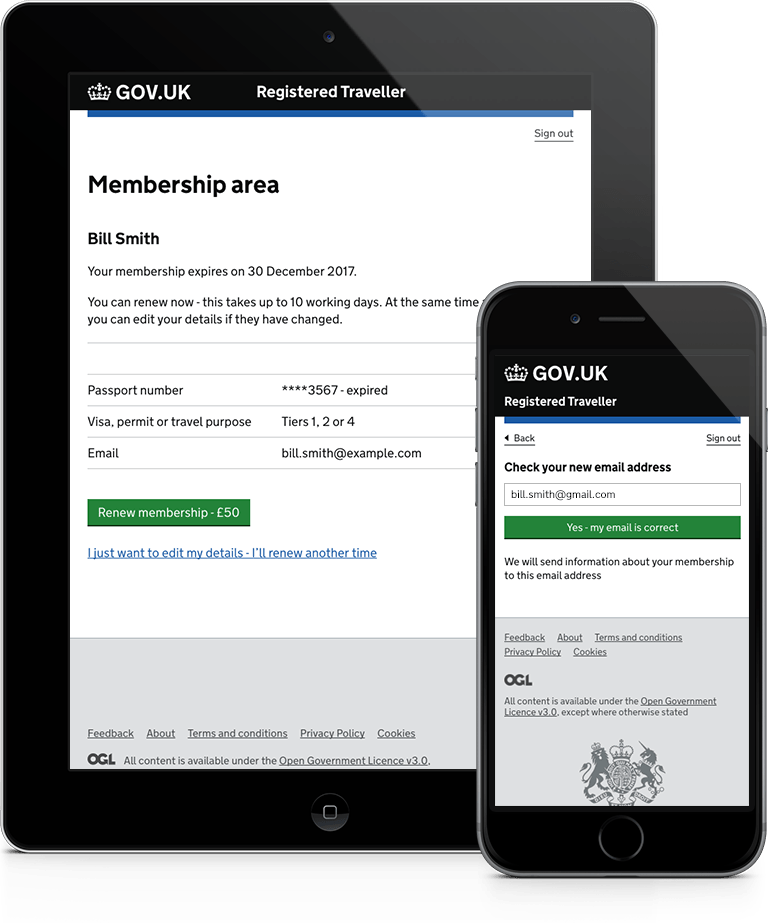 GOV.UK Registered Traveller
Sign out
Membership area
Bill Smith
Your membership expires on 30 December 2017.
You can renew now - this takes up to 10 working days. At the same time
you can edit your details if they have changed.
Passport number ****3567 - expired
Visa, permit or travel purpose Tiers 1, 2 or 4
Email bill.smith@example.com
Renew membership - £50
I just want to edit my details - I'll renew another time
Feedback About Terms and conditions Privacy Policy Cookies
OGL All content is available under the Open Government Licence v3.0.
GOV.UK
Registered Traveller
Back Sign out
Check your new email address
bill.smith@gmail.com
Yes - my email is correct
We will send information about your membership
to this email address
Feedback About Terms and conditions
Privacy Policy Cookies
OGL
All content is available under the Open Government
Licence v3.0, except where otherwise stated